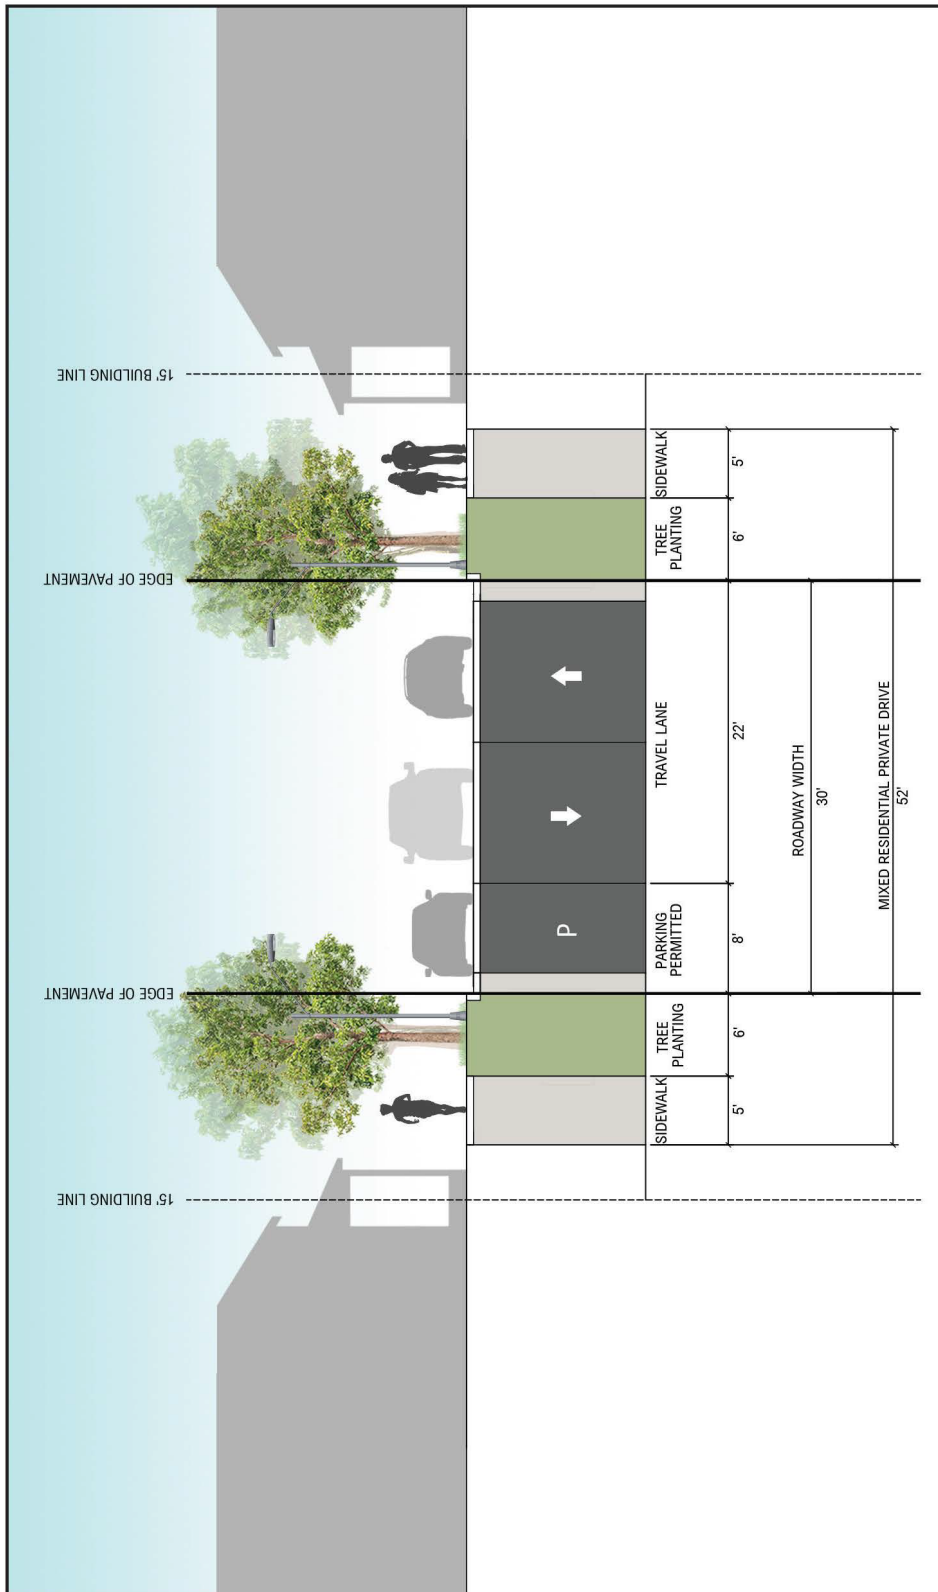 15' BUILDING LINE
EDGE OF PAVEMENT
EDGE OF PAVEMENT
15' BUILDING LINE
P
SIDEWALK
TREE
PLANTING
PARKING
PERMITTED
TRAVEL LANE
TREE
PLANTING
SIDEWALK
5'
6'
8'
22'
6'
5'
ROADWAY WIDTH
30'
MIXED RESIDENTIAL PRIVATE DRIVE
52'